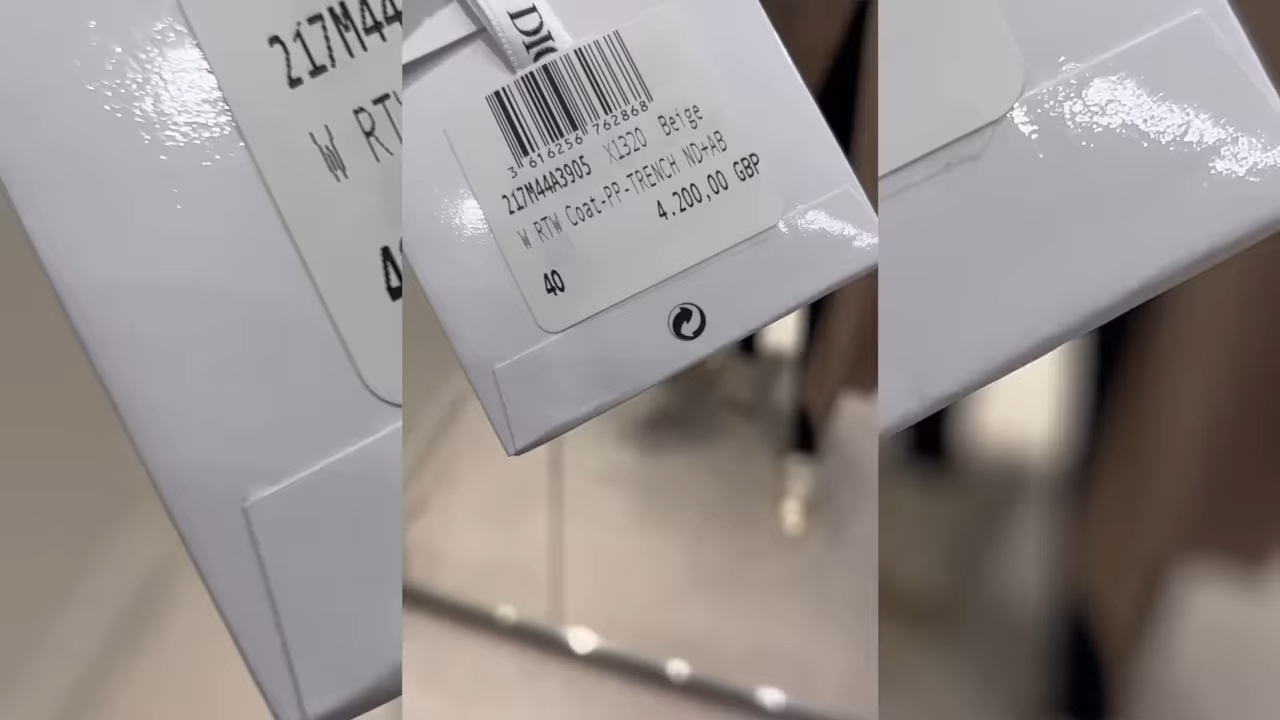 217M44
W RT
4
DIO
3 616256 762868
217M44A3905 X1320 Beige
W RTW Coat-PP-TRENCH ND+AB
4.200,00 GBP
40